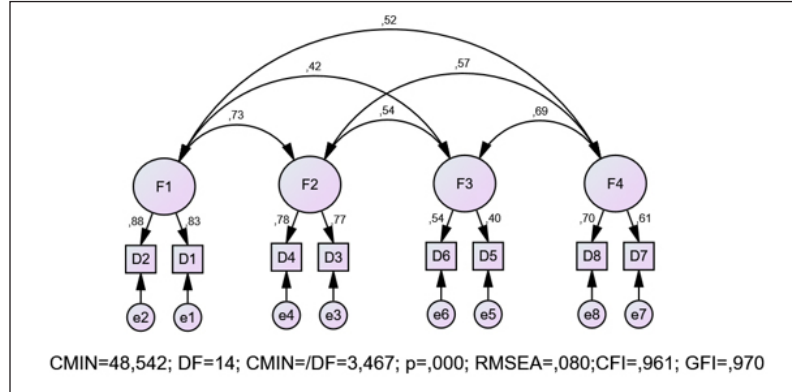 ,52
,42
,57
,73
,54
,69
F1 F2 F3 F4
,88 ,83 ,78 ,77 ,54 ,40 ,70 ,61
D2 D1 D4 D3 D6 D5 D8 D7
e2 e1 e4 e3 e6 e5 e8 e7
CMIN=48,542; DF=14; CMIN=/DF=3,467; p=,000; RMSEA=,080;CFI=,961; GFI=,970